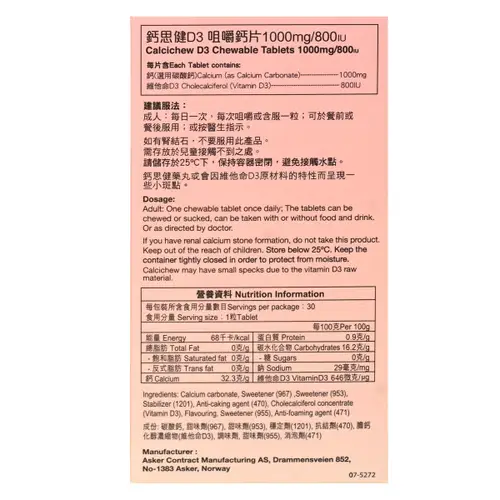 鈣思健D3 咀嚼鈣片1000mg/800IU
Calcichew D3 Chewable Tablets 1000mg/800IU
每片含Each Tablet contains:
鈣(選用碳酸鈣)Calcium (as Calcium Carbonate) 1000mg
維他命D3 Cholecalciferol (Vitamin D3) 800IU
建議服法：
成人：每日一次，每次咀嚼或含服一粒；可於餐前或
餐後服用；或按醫生指示。
如有腎結石，不要服用此產品。
需存放於兒童接觸不到之處。
請儲存於25°C下，保持容器密閉，避免接觸水點。
鈣思健藥丸或會因維他命D3原材料的特性而呈現一
些小斑點。
Dosage:
Adult: One chewable tablet once daily; The tablets can be
chewed or sucked, can be taken with or without food and drink.
Or as directed by doctor.
If you have renal calcium stone formation, do not take this product.
Keep out of the reach of children. Store below 25°C. Keep the
container tightly closed in order to protect from moisture.
Calcichew may have small specks due to the vitamin D3 raw
material.
營養資料 Nutrition Information
每包裝所含食用分量數目Servings per package：30
食用分量 Serving size：1粒Tablet
每100克Per 100g
能量 Energy 68千卡/kcal 蛋白質 Protein 0.9克/g
總脂肪 Total Fat 0克/g 碳水化合物 Carbohydrates 16.2克/g
- 飽和脂肪 Saturated fat 0克/g - 糖 Sugars 0克/g
- 反式脂肪 Trans fat 0克/g 鈉 Sodium 29毫克/mg
鈣 Calcium 32.3克/g 維他命D3 VitaminD3 646微克/µg
Ingredients: Calcium carbonate, Sweetener (967) ,Sweetener (953),
Stabilizer (1201), Anti-caking agent (470), Cholecalciferol concentrate
(Vitamin D3), Flavouring, Sweetener (955), Anti-foaming agent (471)
成份: 碳酸鈣, 甜味劑(967), 甜味劑(953), 穩定劑(1201), 抗結劑(470), 膽鈣
化醇濃縮物(維他命D3), 調味劑, 甜味劑(955), 消泡劑(471)
Manufacturer :
Asker Contract Manufacturing AS, Drammensveien 852,
No-1383 Asker, Norway
07-5272